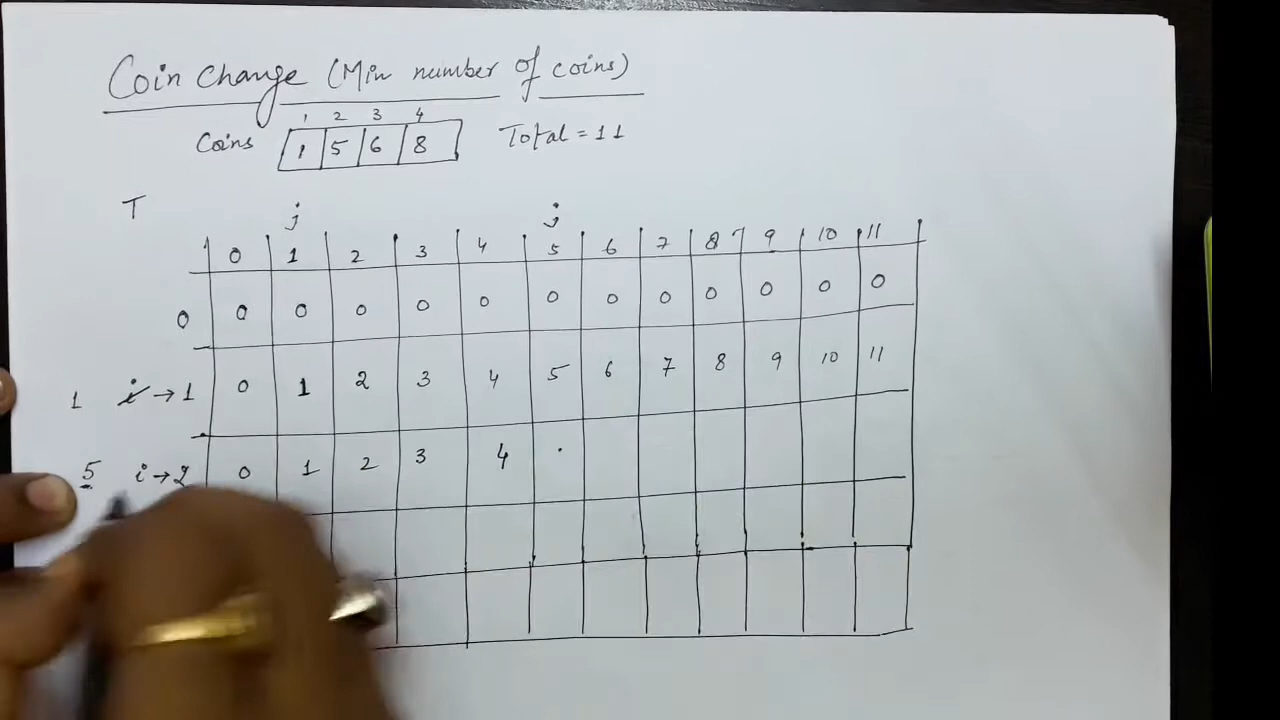 Coin Change (Min number of coins)
1 2 3 4
Coins 1 5 6 8 Total = 11
T
j j
0 1 2 3 4 5 6 7 8 9 10 11
0 0 0 0 0 0 0 0 0 0 0 0 0
1 i → 1 0 1 2 3 4 5 6 7 8 9 10 11
5 i → 2 0 1 2 3 4 .